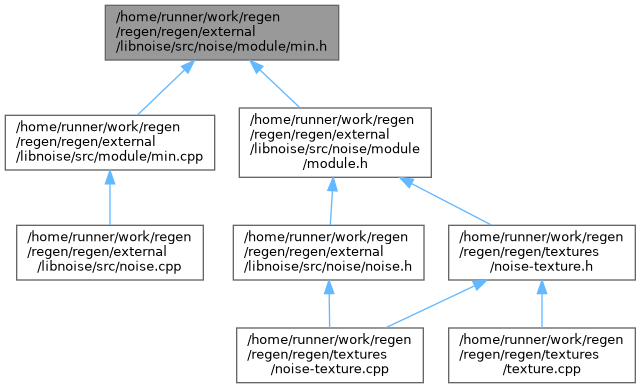 /home/runner/work/regen
/regen/regen/external
/libnoise/src/noise/module/min.h
/home/runner/work/regen
/regen/regen/external
/libnoise/src/module/min.cpp
/home/runner/work/regen
/regen/regen/external
/libnoise/src/noise/module
/module.h
/home/runner/work/regen
/regen/regen/external
/libnoise/src/noise.cpp
/home/runner/work/regen
/regen/regen/external
/libnoise/src/noise/noise.h
/home/runner/work/regen
/regen/regen/textures
/noise-texture.h
/home/runner/work/regen
/regen/regen/textures
/noise-texture.cpp
/home/runner/work/regen
/regen/regen/textures
/texture.cpp